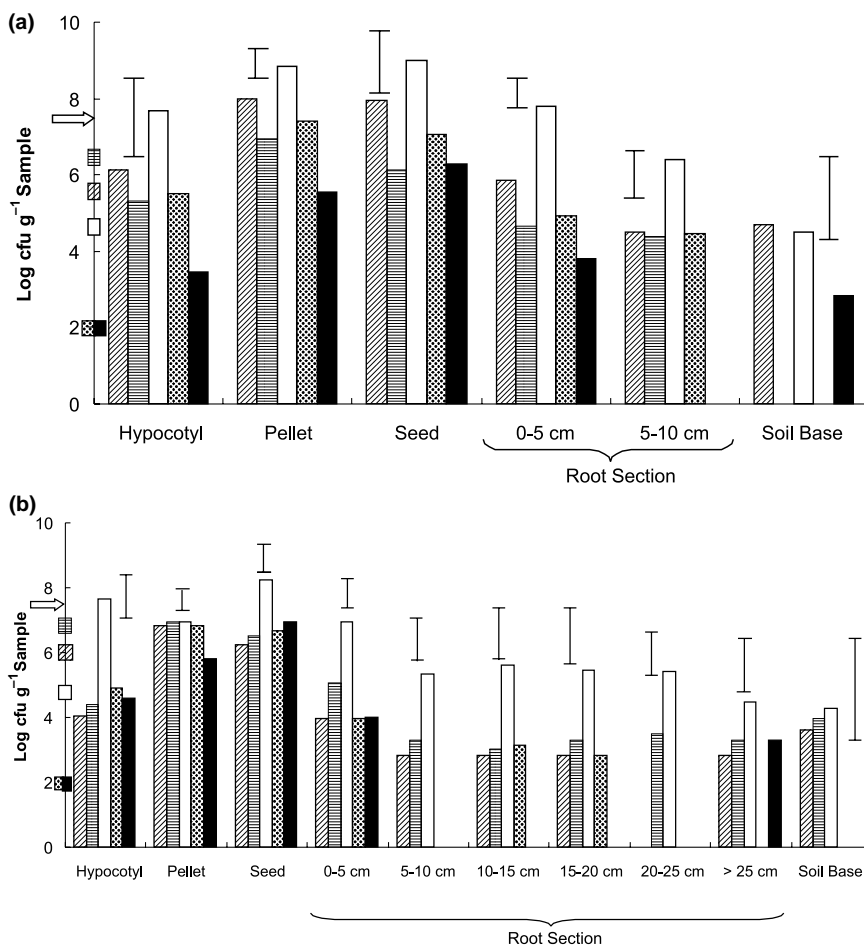 (a)
10
8
6
4
2
0
Log cfu g⁻¹ Sample
Hypocotyl Pellet Seed 0-5 cm 5-10 cm Soil Base
Root Section
(b)
10
8
6
4
2
0
Log cfu g⁻¹ Sample
Hypocotyl Pellet Seed 0-5 cm 5-10 cm 10-15 cm 15-20 cm 20-25 cm > 25 cm Soil Base
Root Section